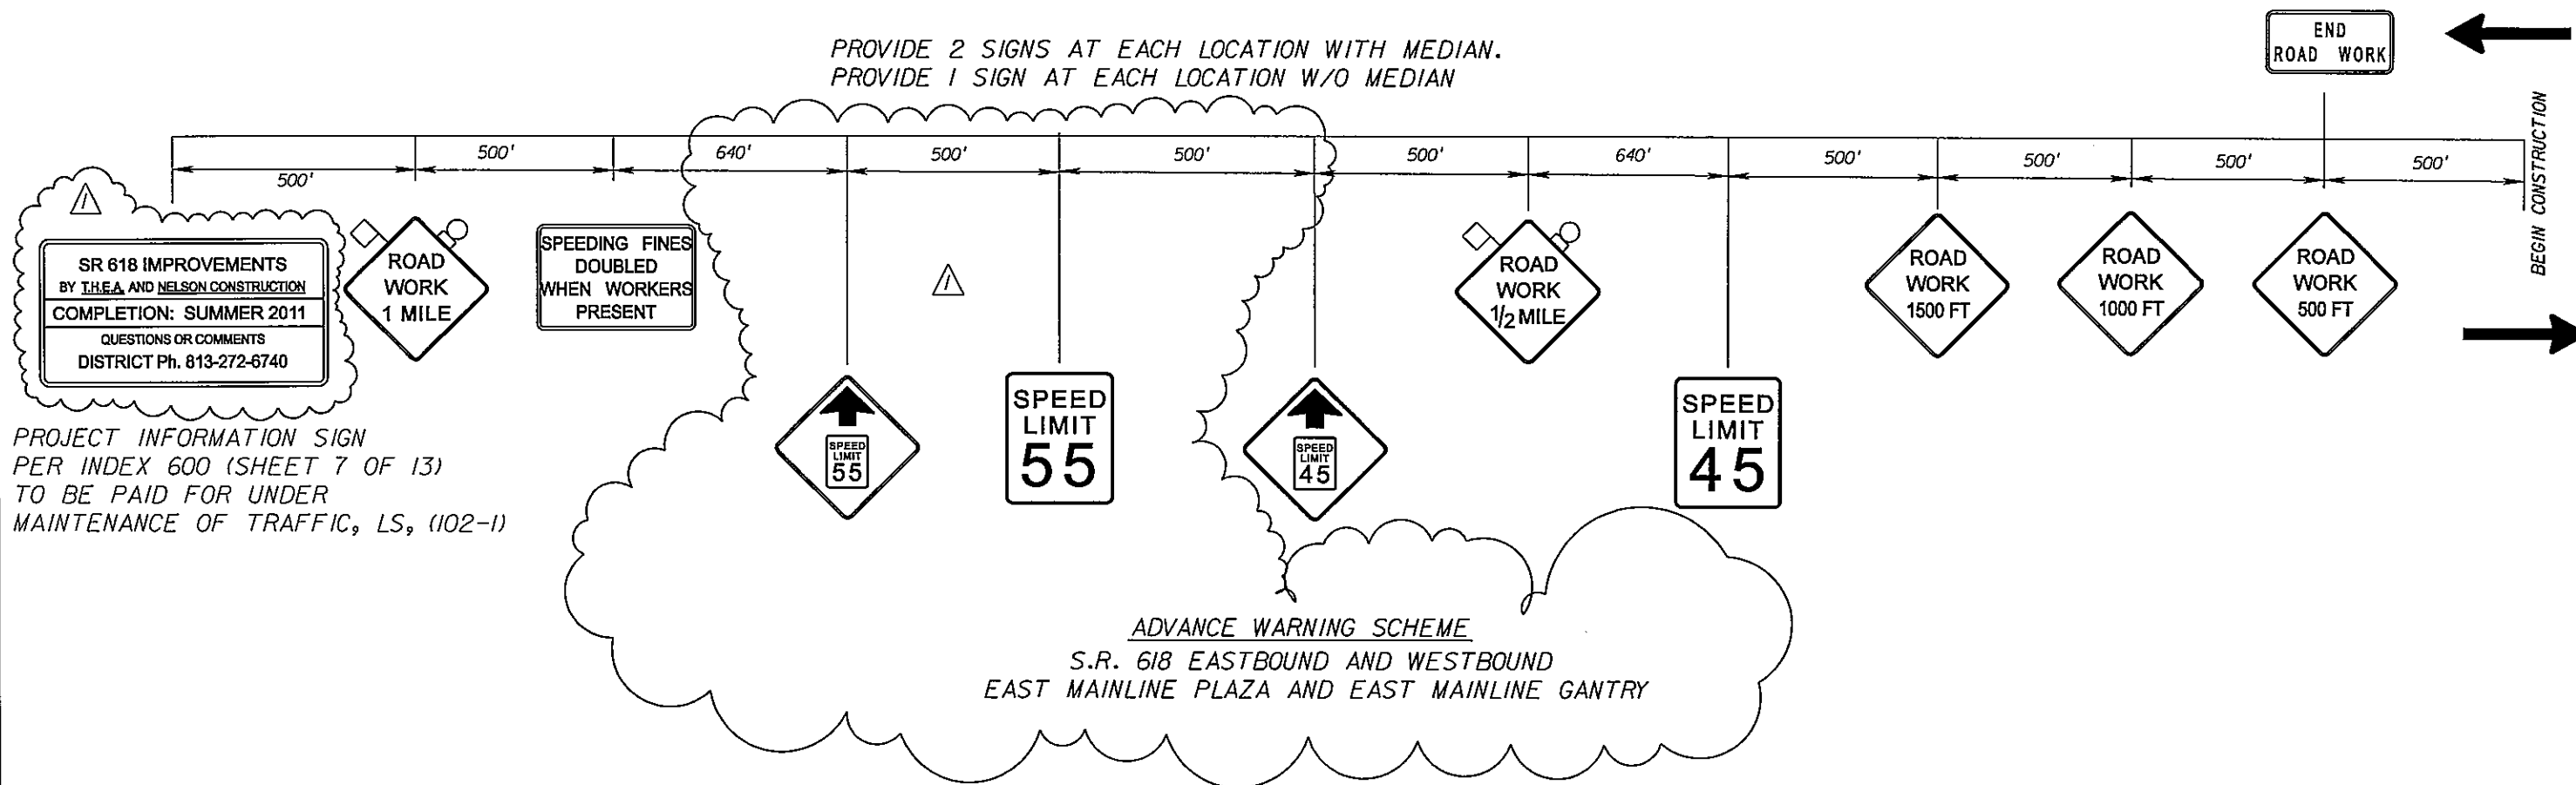 PROVIDE 2 SIGNS AT EACH LOCATION WITH MEDIAN.
PROVIDE 1 SIGN AT EACH LOCATION W/O MEDIAN
END
ROAD WORK
BEGIN CONSTRUCTION
500'
500'
640'
500'
500'
500'
640'
500'
500'
500'
500'
1
SR 618 IMPROVEMENTS
BY T.H.E.A. AND NELSON CONSTRUCTION
COMPLETION: SUMMER 2011
QUESTIONS OR COMMENTS
DISTRICT Ph. 813-272-6740
ROAD
WORK
1 MILE
SPEEDING FINES
DOUBLED
WHEN WORKERS
PRESENT
1
SPEED
LIMIT
55
SPEED
LIMIT
55
SPEED
LIMIT
45
ROAD
WORK
1/2 MILE
SPEED
LIMIT
45
ROAD
WORK
1500 FT
ROAD
WORK
1000 FT
ROAD
WORK
500 FT
PROJECT INFORMATION SIGN
PER INDEX 600 (SHEET 7 OF 13)
TO BE PAID FOR UNDER
MAINTENANCE OF TRAFFIC, LS, (102-1)
ADVANCE WARNING SCHEME
S.R. 618 EASTBOUND AND WESTBOUND
EAST MAINLINE PLAZA AND EAST MAINLINE GANTRY